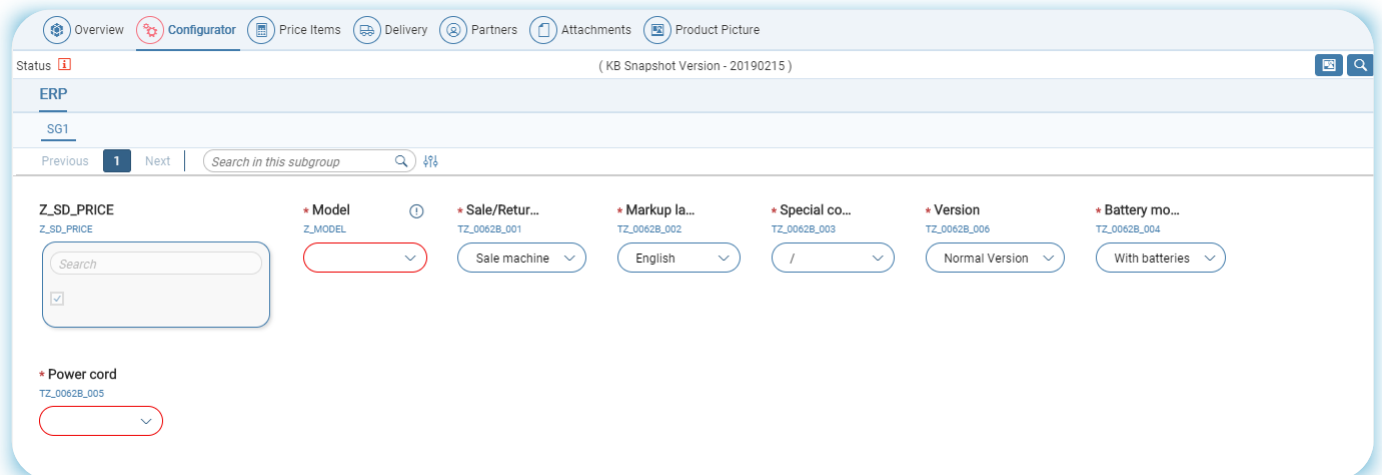 Overview Configurator Price Items Delivery Partners Attachments Product Picture
Status ( KB Snapshot Version - 20190215 )
ERP
SG1
Previous 1 Next Search in this subgroup
Z_SD_PRICE * Model * Sale/Retur... * Markup la... * Special co... * Version * Battery mo...
Z_SD_PRICE Z_MODEL TZ_0062B_001 TZ_0062B_002 TZ_0062B_003 TZ_0062B_006 TZ_0062B_004
Search Sale machine English / Normal Version With batteries
* Power cord
TZ_0062B_005